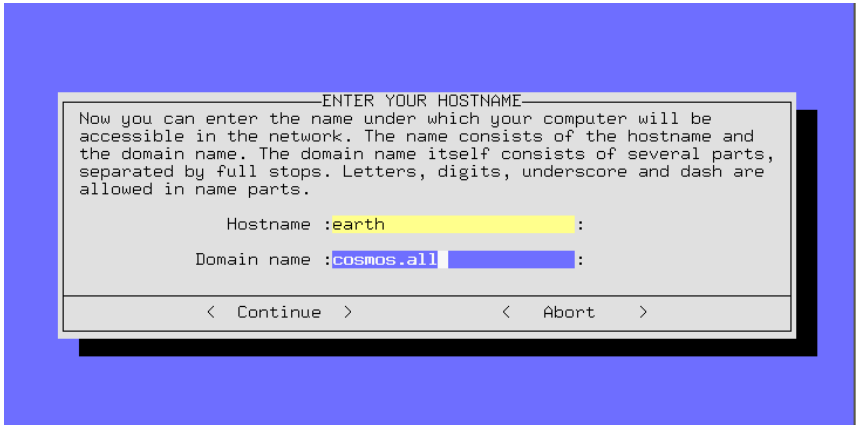 ENTER YOUR HOSTNAME
Now you can enter the name under which your computer will be
accessible in the network. The name consists of the hostname and
the domain name. The domain name itself consists of several parts,
separated by full stops. Letters, digits, underscore and dash are
allowed in name parts.
Hostname :earth :
Domain name :cosmos.all :
< Continue > < Abort >